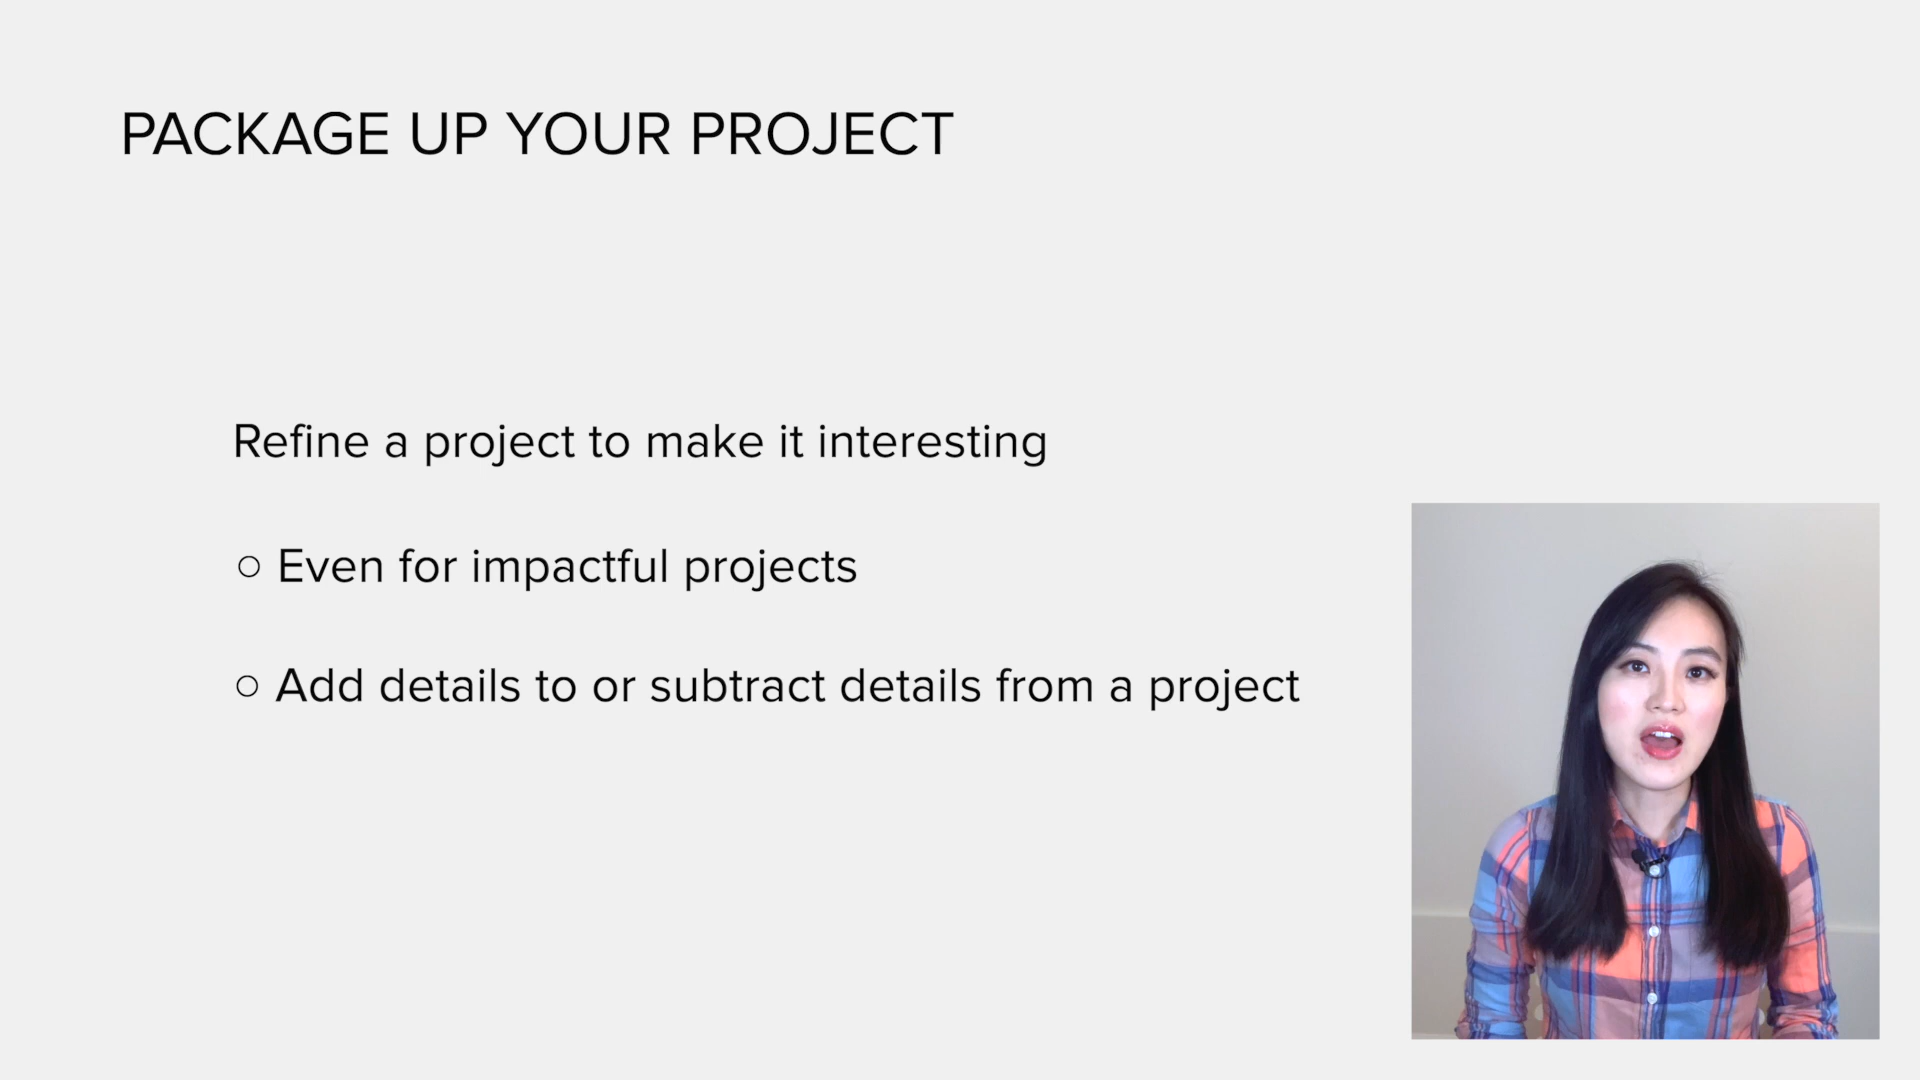 PACKAGE UP YOUR PROJECT
Refine a project to make it interesting
○ Even for impactful projects
○ Add details to or subtract details from a project